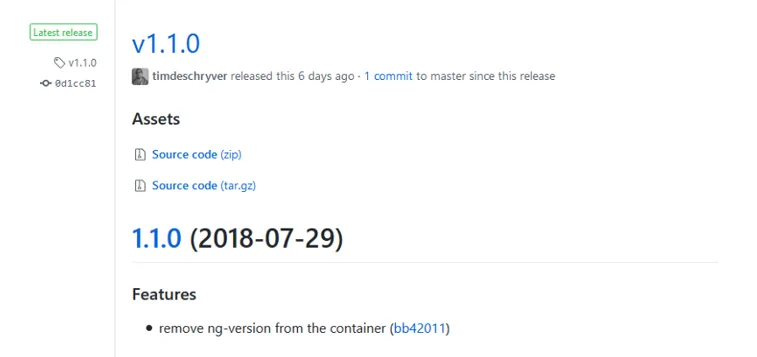 Latest release
v1.1.0
0d1cc81
v1.1.0
timdeschryver released this 6 days ago · 1 commit to master since this release
Assets
Source code (zip)
Source code (tar.gz)
1.1.0 (2018-07-29)
Features
• remove ng-version from the container (bb42011)